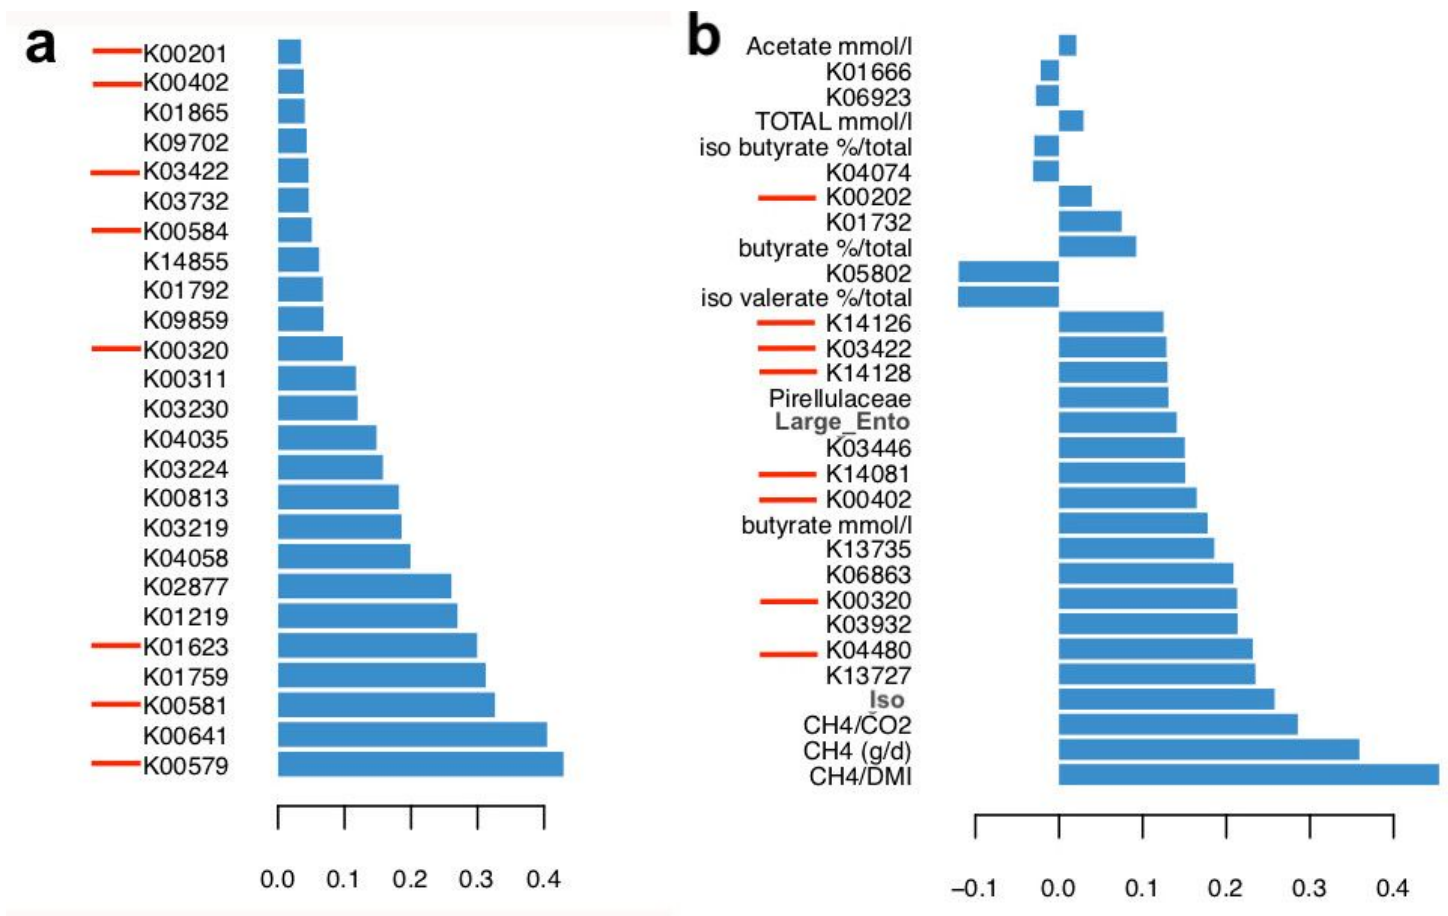 a
K00201
K00402
K01865
K09702
K03422
K03732
K00584
K14855
K01792
K09859
K00320
K00311
K03230
K04035
K03224
K00813
K03219
K04058
K02877
K01219
K01623
K01759
K00581
K00641
K00579
0.0 0.1 0.2 0.3 0.4
b
Acetate mmol/l
K01666
K06923
TOTAL mmol/l
iso butyrate %/total
K04074
K00202
K01732
butyrate %/total
K05802
iso valerate %/total
K14126
K03422
K14128
Pirellulaceae
Large_Ento
K03446
K14081
K00402
butyrate mmol/l
K13735
K06863
K00320
K03932
K04480
K13727
Iso
CH4/CO2
CH4 (g/d)
CH4/DMI
−0.1 0.0 0.1 0.2 0.3 0.4